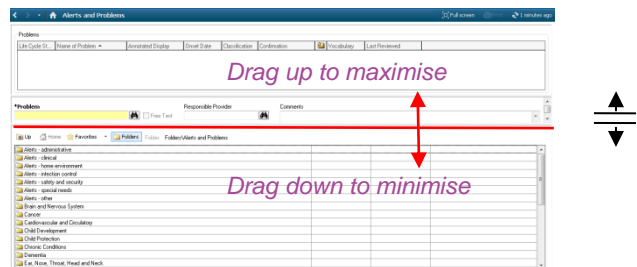 Alerts and Problems
Full screen
1 minutes ago
Problems
Life Cycle St... Name of Problem Annotated Display Onset Date Classification Confirmation Vocabulary Last Reviewed
Drag up to maximise
*Problem Responsible Provider Comments
Free Text
Up Home Favorites Folders Folder: Folders\Alerts and Problems
Alerts - administrative
Alerts - clinical
Alerts - home environment
Alerts - infection control
Alerts - safety and security
Alerts - special needs
Alerts - other
Drag down to minimise
Brain and Nervous System
Cancer
Cardiovascular and Circulatory
Child Development
Child Protection
Chronic Conditions
Dementia
Ear, Nose, Throat, Head and Neck